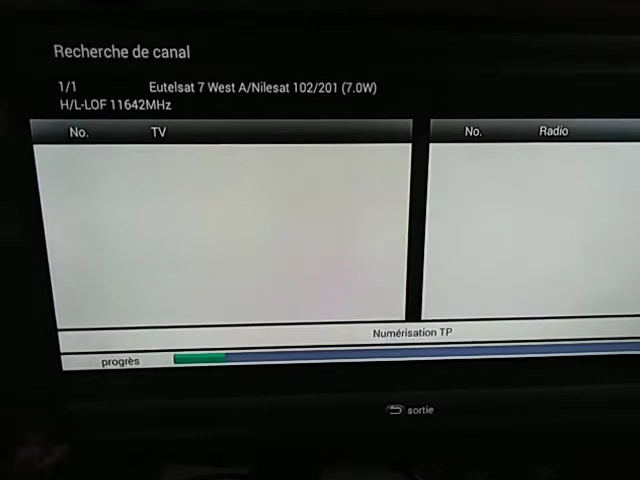 Recherche de canal
1/1 Eutelsat 7 West A/Nilesat 102/201 (7.0W)
H/L-LOF 11642MHz
No. TV No. Radio
Numérisation TP
progrès
sortie